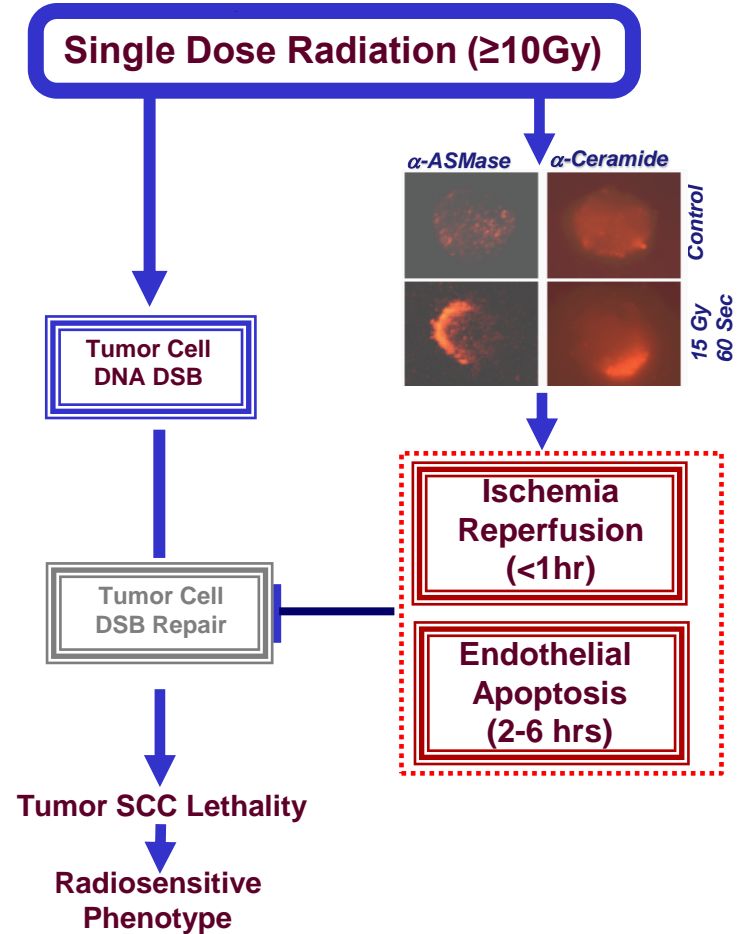 Single Dose Radiation (≥10Gy)
α-ASMase
α-Ceramide
Control
15 Gy
60 Sec
Tumor Cell
DNA DSB
Ischemia
Reperfusion
(<1hr)
Tumor Cell
DSB Repair
Endothelial
Apoptosis
(2-6 hrs)
Tumor SCC Lethality
Radiosensitive
Phenotype